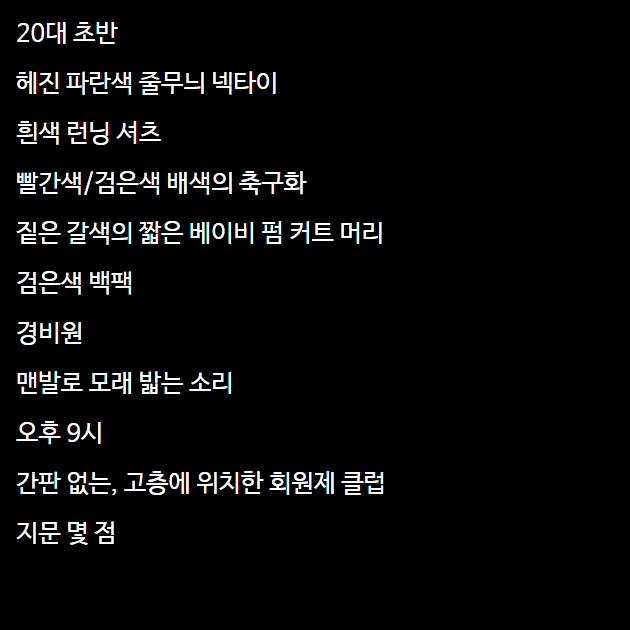 20대 초반
헤진 파란색 줄무늬 넥타이
흰색 런닝 셔츠
빨간색/검은색 배색의 축구화
짙은 갈색의 짧은 베이비 펌 커트 머리
검은색 백팩
경비원
맨발로 모래 밟는 소리
오후 9시
간판 없는, 고층에 위치한 회원제 클럽
지문 몇 점